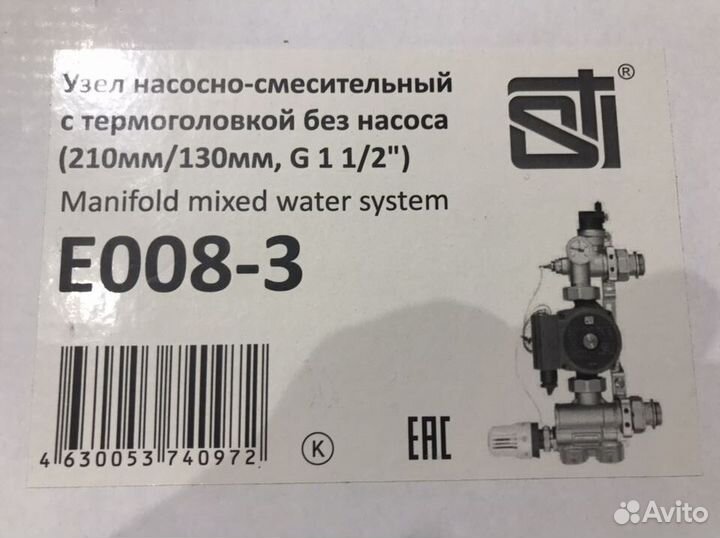 Узел насосно-смесительный
с термоголовкой без насоса
(210мм/130мм, G 1 1/2")
Manifold mixed water system
E008-3
sti®
4 630053 740972
K
EAC
Avito